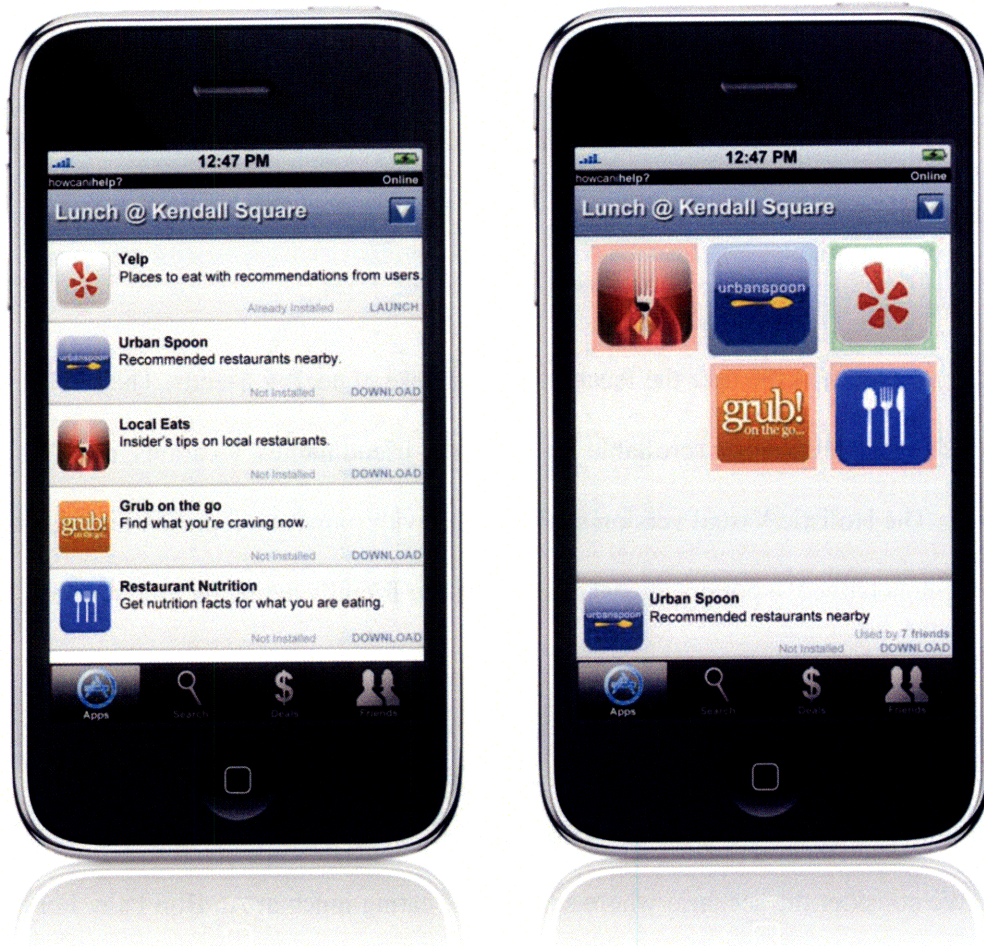 12:47 PM
howcanihelp?
Online
Lunch @ Kendall Square
Yelp
Places to eat with recommendations from users.
Already Installed LAUNCH
urbanspoon
Urban Spoon
Recommended restaurants nearby.
Not Installed DOWNLOAD
Local Eats
Insider's tips on local restaurants.
Not Installed DOWNLOAD
grub!
Grub on the go
Find what you're craving now.
Not Installed DOWNLOAD
Restaurant Nutrition
Get nutrition facts for what you are eating.
Not Installed DOWNLOAD
Apps Search Deals Friends
12:47 PM
howcanihelp?
Online
Lunch @ Kendall Square
urbanspoon
grub!
on the go...
urbanspoon
Urban Spoon
Recommended restaurants nearby
Used by 7 friends
Not Installed DOWNLOAD
Apps Search Deals Friends